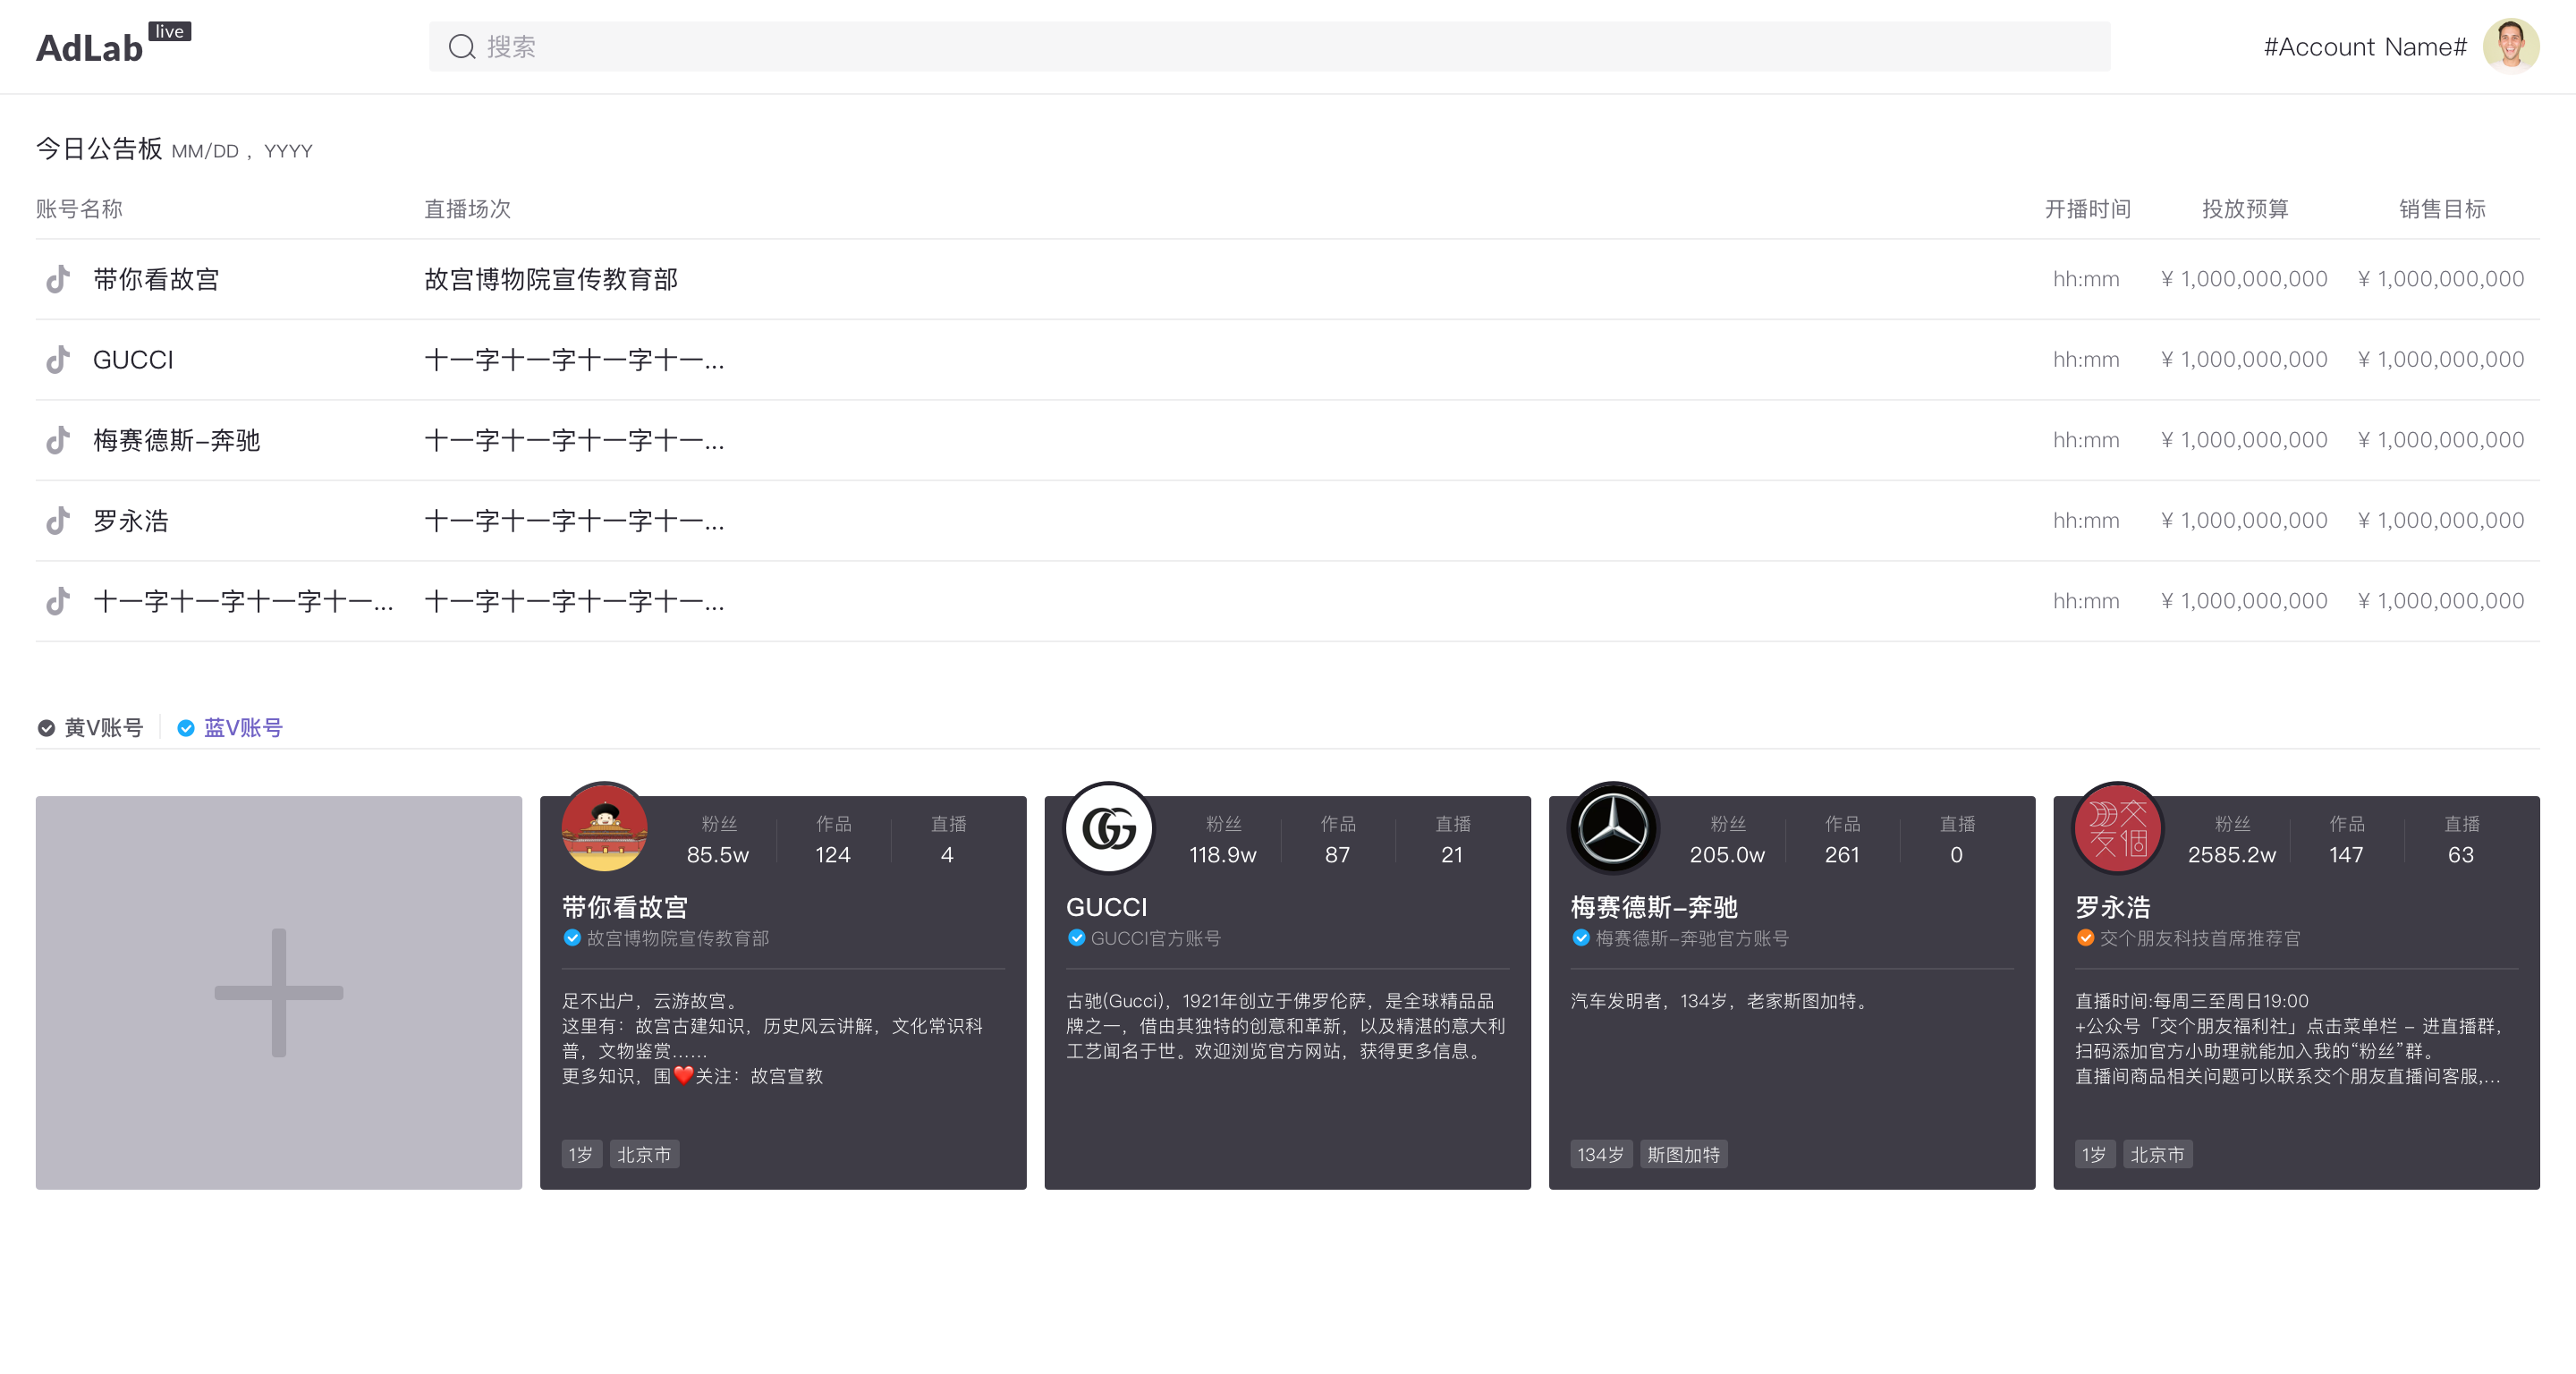 AdLab live
搜索
#Account Name#
今日公告板 MM/DD , YYYY
账号名称 直播场次 开播时间 投放预算 销售目标
带你看故宫 故宫博物院宣传教育部 hh:mm ¥ 1,000,000,000 ¥ 1,000,000,000
GUCCI 十一字十一字十一字十一... hh:mm ¥ 1,000,000,000 ¥ 1,000,000,000
梅赛德斯-奔驰 十一字十一字十一字十一... hh:mm ¥ 1,000,000,000 ¥ 1,000,000,000
罗永浩 十一字十一字十一字十一... hh:mm ¥ 1,000,000,000 ¥ 1,000,000,000
十一字十一字十一字十一... 十一字十一字十一字十一... hh:mm ¥ 1,000,000,000 ¥ 1,000,000,000
黄V账号 蓝V账号
粉丝 作品 直播
85.5w 124 4
带你看故宫
故宫博物院宣传教育部
足不出户，云游故宫。
这里有：故宫古建知识，历史风云讲解，文化常识科
普，文物鉴赏......
更多知识，围❤️关注：故宫宣教
1岁 北京市
粉丝 作品 直播
118.9w 87 21
GUCCI
GUCCI官方账号
古驰(Gucci)，1921年创立于佛罗伦萨，是全球精品品
牌之一，借由其独特的创意和革新，以及精湛的意大利
工艺闻名于世。欢迎浏览官方网站，获得更多信息。
粉丝 作品 直播
205.0w 261 0
梅赛德斯-奔驰
梅赛德斯-奔驰官方账号
汽车发明者，134岁，老家斯图加特。
134岁 斯图加特
交個朋友
粉丝 作品 直播
2585.2w 147 63
罗永浩
交个朋友科技首席推荐官
直播时间:每周三至周日19:00
+公众号「交个朋友福利社」点击菜单栏 - 进直播群，
扫码添加官方小助理就能加入我的“粉丝”群。
直播间商品相关问题可以联系交个朋友直播间客服,...
1岁 北京市